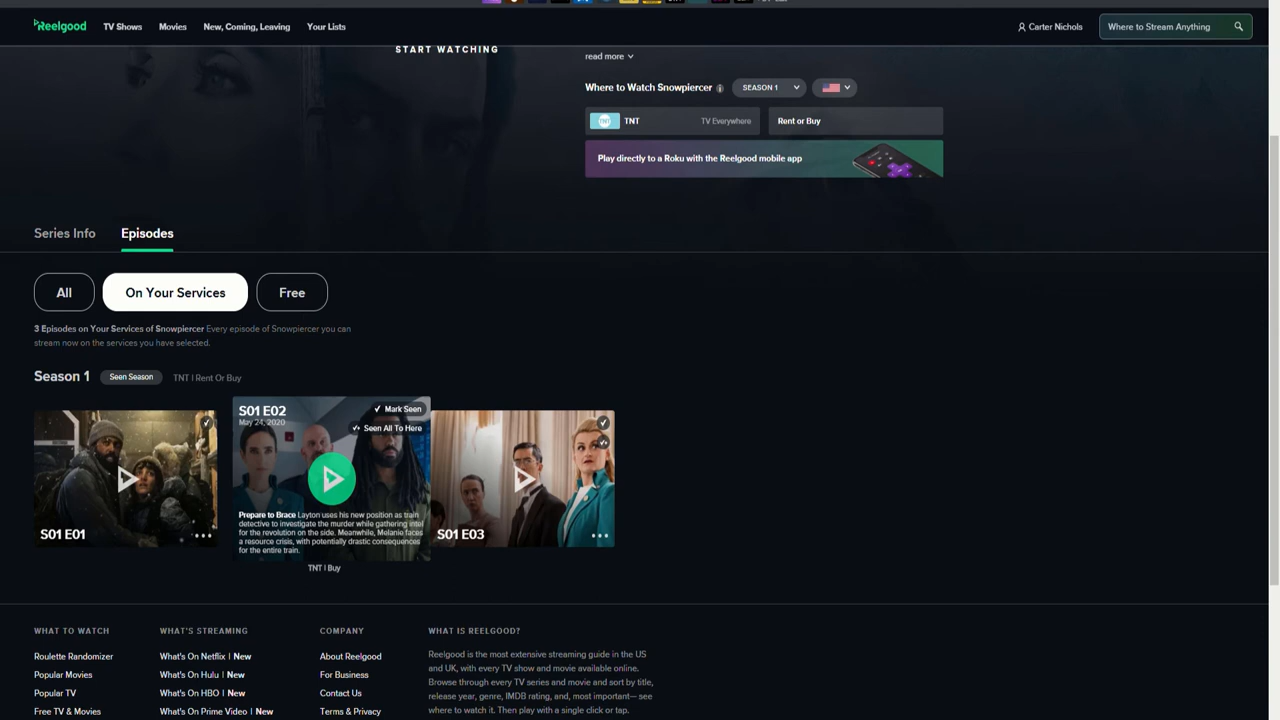 Reelgood
TV Shows
Movies
New, Coming, Leaving
Your Lists
Carter Nichols
Where to Stream Anything
START WATCHING
read more
Where to Watch Snowpiercer
SEASON 1
TNT
TNT
TV Everywhere
Rent or Buy
Play directly to a Roku with the Reelgood mobile app
Series Info
Episodes
All
On Your Services
Free
3 Episodes on Your Services of Snowpiercer Every episode of Snowpiercer you can
stream now on the services you have selected.
Season 1
Seen Season
TNT | Rent Or Buy
S01 E01
S01 E02
May 24, 2020
Mark Seen
Seen All To Here
Prepare to Brace Layton uses his new position as train
detective to investigate the murder while gathering intel
for the revolution on the side. Meanwhile, Melanie faces
a resource crisis, with potentially drastic consequences
for the entire train.
TNT | Buy
S01 E03
WHAT TO WATCH
Roulette Randomizer
Popular Movies
Popular TV
Free TV & Movies
WHAT'S STREAMING
What's On Netflix | New
What's On Hulu | New
What's On HBO | New
What's On Prime Video | New
COMPANY
About Reelgood
For Business
Contact Us
Terms & Privacy
WHAT IS REELGOOD?
Reelgood is the most extensive streaming guide in the US
and UK, with every TV show and movie available online.
Browse through every TV series and movie and sort by title,
release year, genre, IMDB rating, and, most important— see
where to watch it. Then play with a single click or tap.